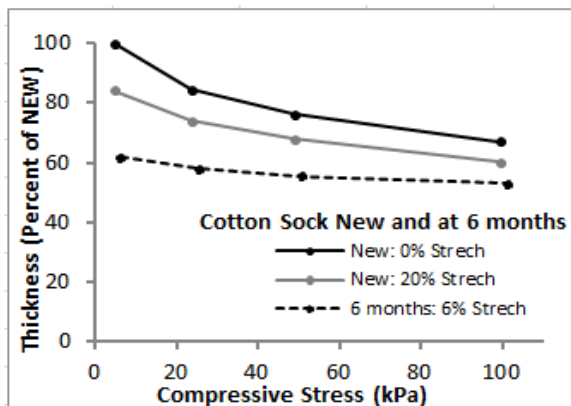 Thickness (Percent of NEW)
100
80
60
40
20
0
Cotton Sock New and at 6 months
New: 0% Strech
New: 20% Strech
6 months: 6% Strech
0 20 40 60 80 100
Compressive Stress (kPa)